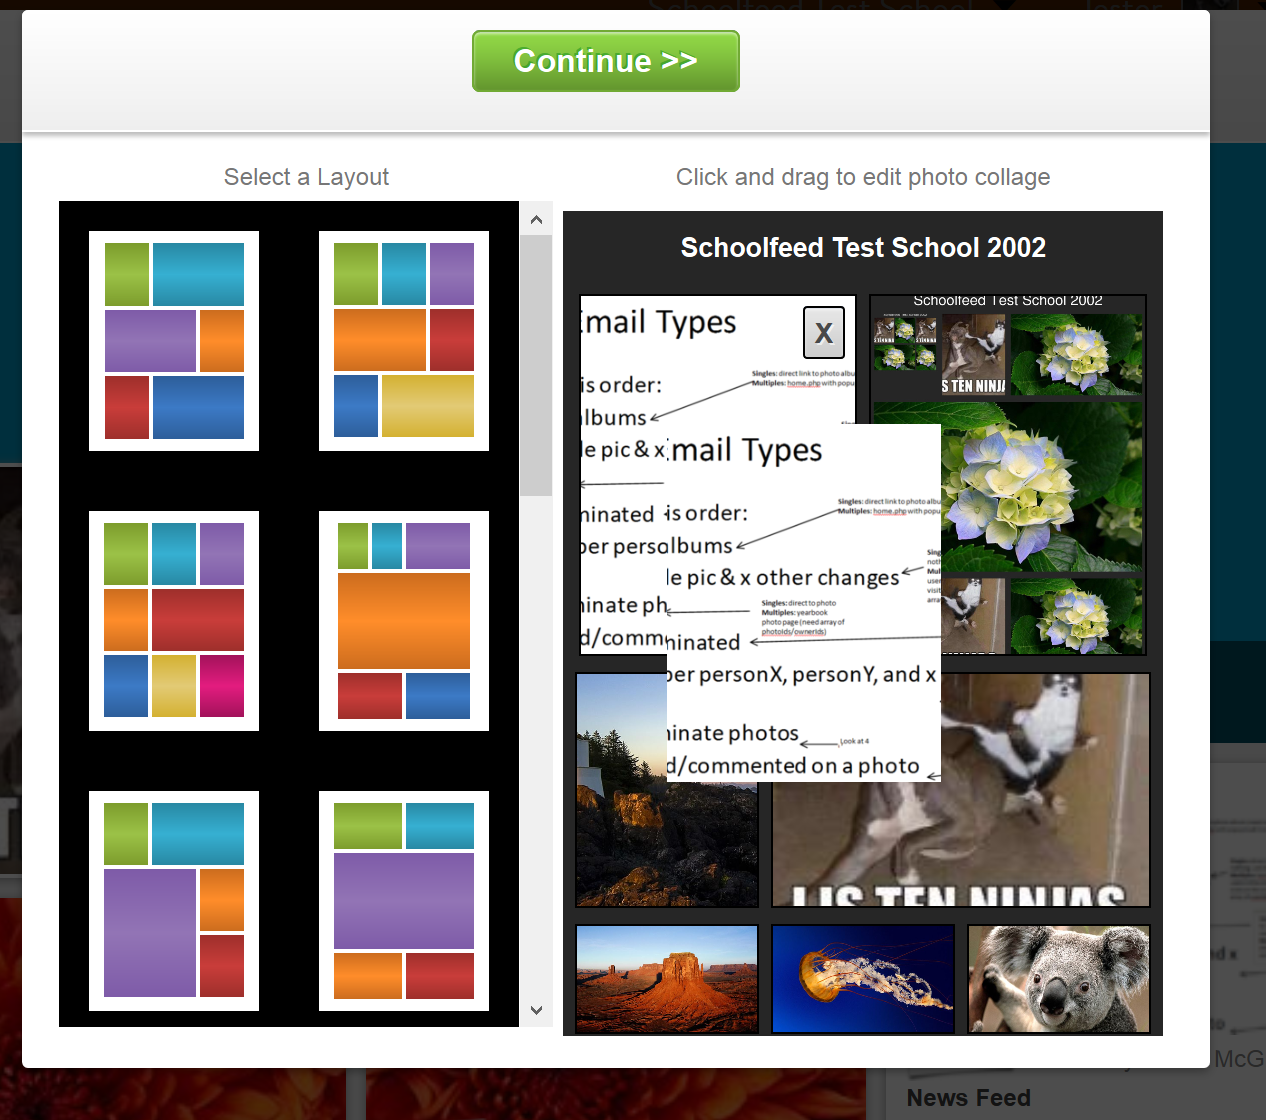 Continue >>
Select a Layout
Click and drag to edit photo collage
Schoolfeed Test School 2002
Email Types
X
is order:
Singles: direct link to photo albu
Multiples: home.php with popu
lbums
le pic & x
ninated
per perso
ninate ph
d/comm
Schoolfeed Test School 2002
S TEN NINJA
mail Types
is order:
Singles: direct link to photo albu
Multiples: home.php with popu
lbums
le pic & x other changes
Singles: direct to photo
Multiples: yearbook
photo page (need array of
photoIds/ownerIds)
ninated
per personX, personY, and x
ninate photos
Look at 4
d/commented on a photo
LIS TEN NINJAS
McG
News Feed